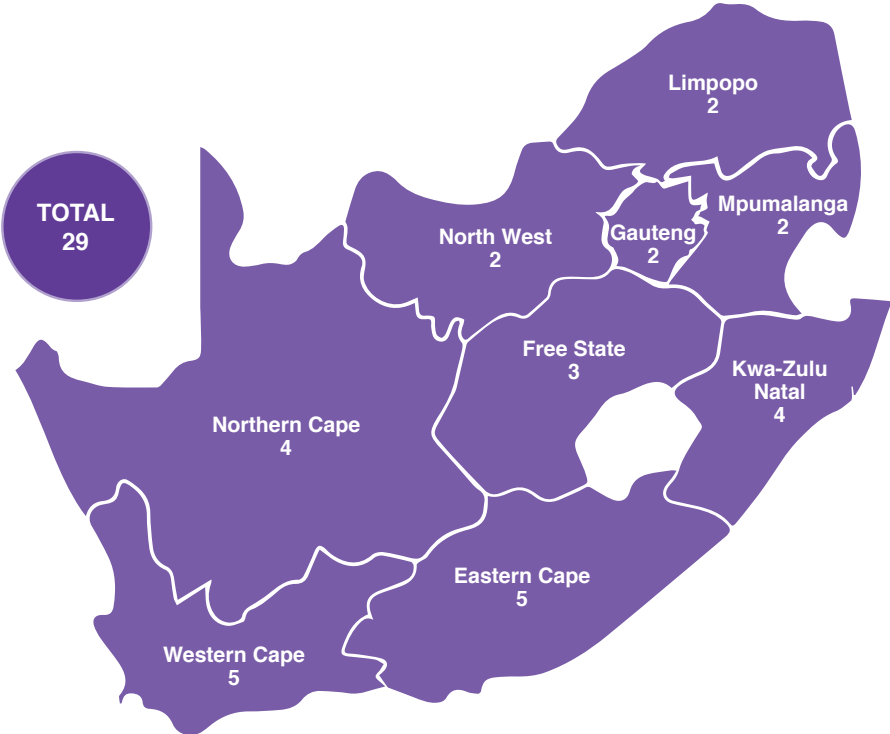 Limpopo
2
TOTAL
29
Mpumalanga
2
North West
2
Gauteng
2
Free State
3
Kwa-Zulu
Natal
4
Northern Cape
4
Eastern Cape
5
Western Cape
5